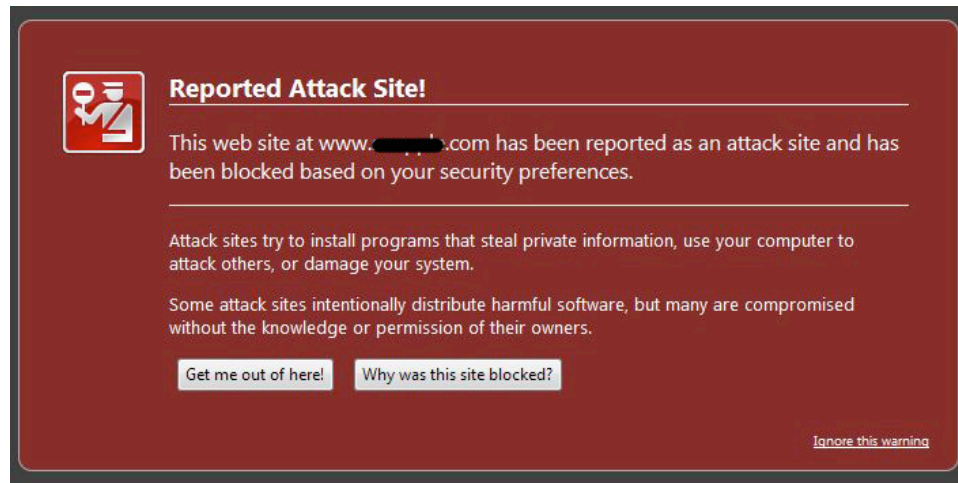 Reported Attack Site!
This web site at www. .com has been reported as an attack site and has
been blocked based on your security preferences.
Attack sites try to install programs that steal private information, use your computer to
attack others, or damage your system.
Some attack sites intentionally distribute harmful software, but many are compromised
without the knowledge or permission of their owners.
Get me out of here! Why was this site blocked?
Ignore this warning